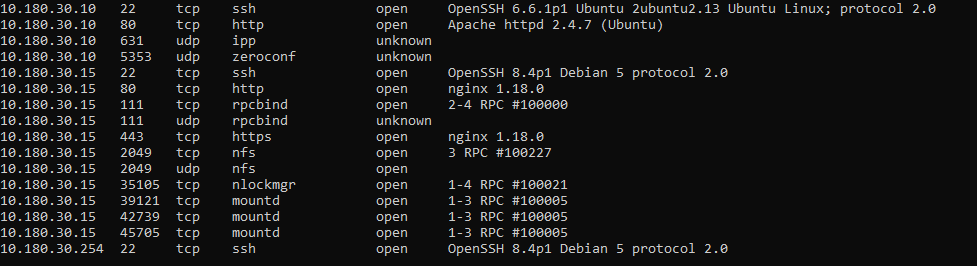 10.180.30.10 22 tcp ssh open OpenSSH 6.6.1p1 Ubuntu 2ubuntu2.13 Ubuntu Linux; protocol 2.0
10.180.30.10 80 tcp http open Apache httpd 2.4.7 (Ubuntu)
10.180.30.10 631 udp ipp unknown
10.180.30.10 5353 udp zeroconf unknown
10.180.30.15 22 tcp ssh open OpenSSH 8.4p1 Debian 5 protocol 2.0
10.180.30.15 80 tcp http open nginx 1.18.0
10.180.30.15 111 tcp rpcbind open 2-4 RPC #100000
10.180.30.15 111 udp rpcbind unknown
10.180.30.15 443 tcp https open nginx 1.18.0
10.180.30.15 2049 tcp nfs open 3 RPC #100227
10.180.30.15 2049 udp nfs open
10.180.30.15 35105 tcp nlockmgr open 1-4 RPC #100021
10.180.30.15 39121 tcp mountd open 1-3 RPC #100005
10.180.30.15 42739 tcp mountd open 1-3 RPC #100005
10.180.30.15 45705 tcp mountd open 1-3 RPC #100005
10.180.30.254 22 tcp ssh open OpenSSH 8.4p1 Debian 5 protocol 2.0